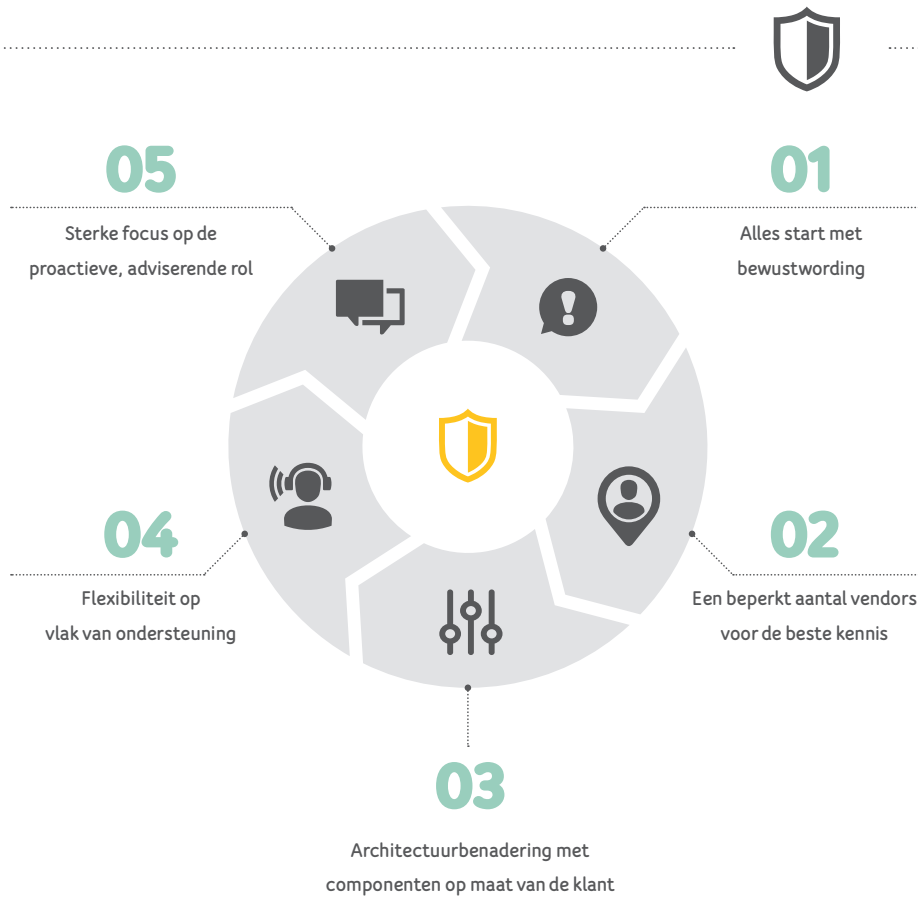 05
Sterke focus op de
proactieve, adviserende rol
01
Alles start met
bewustwording
04
Flexibiliteit op
vlak van ondersteuning
02
Een beperkt aantal vendors
voor de beste kennis
03
Architectuurbenadering met
componenten op maat van de klant